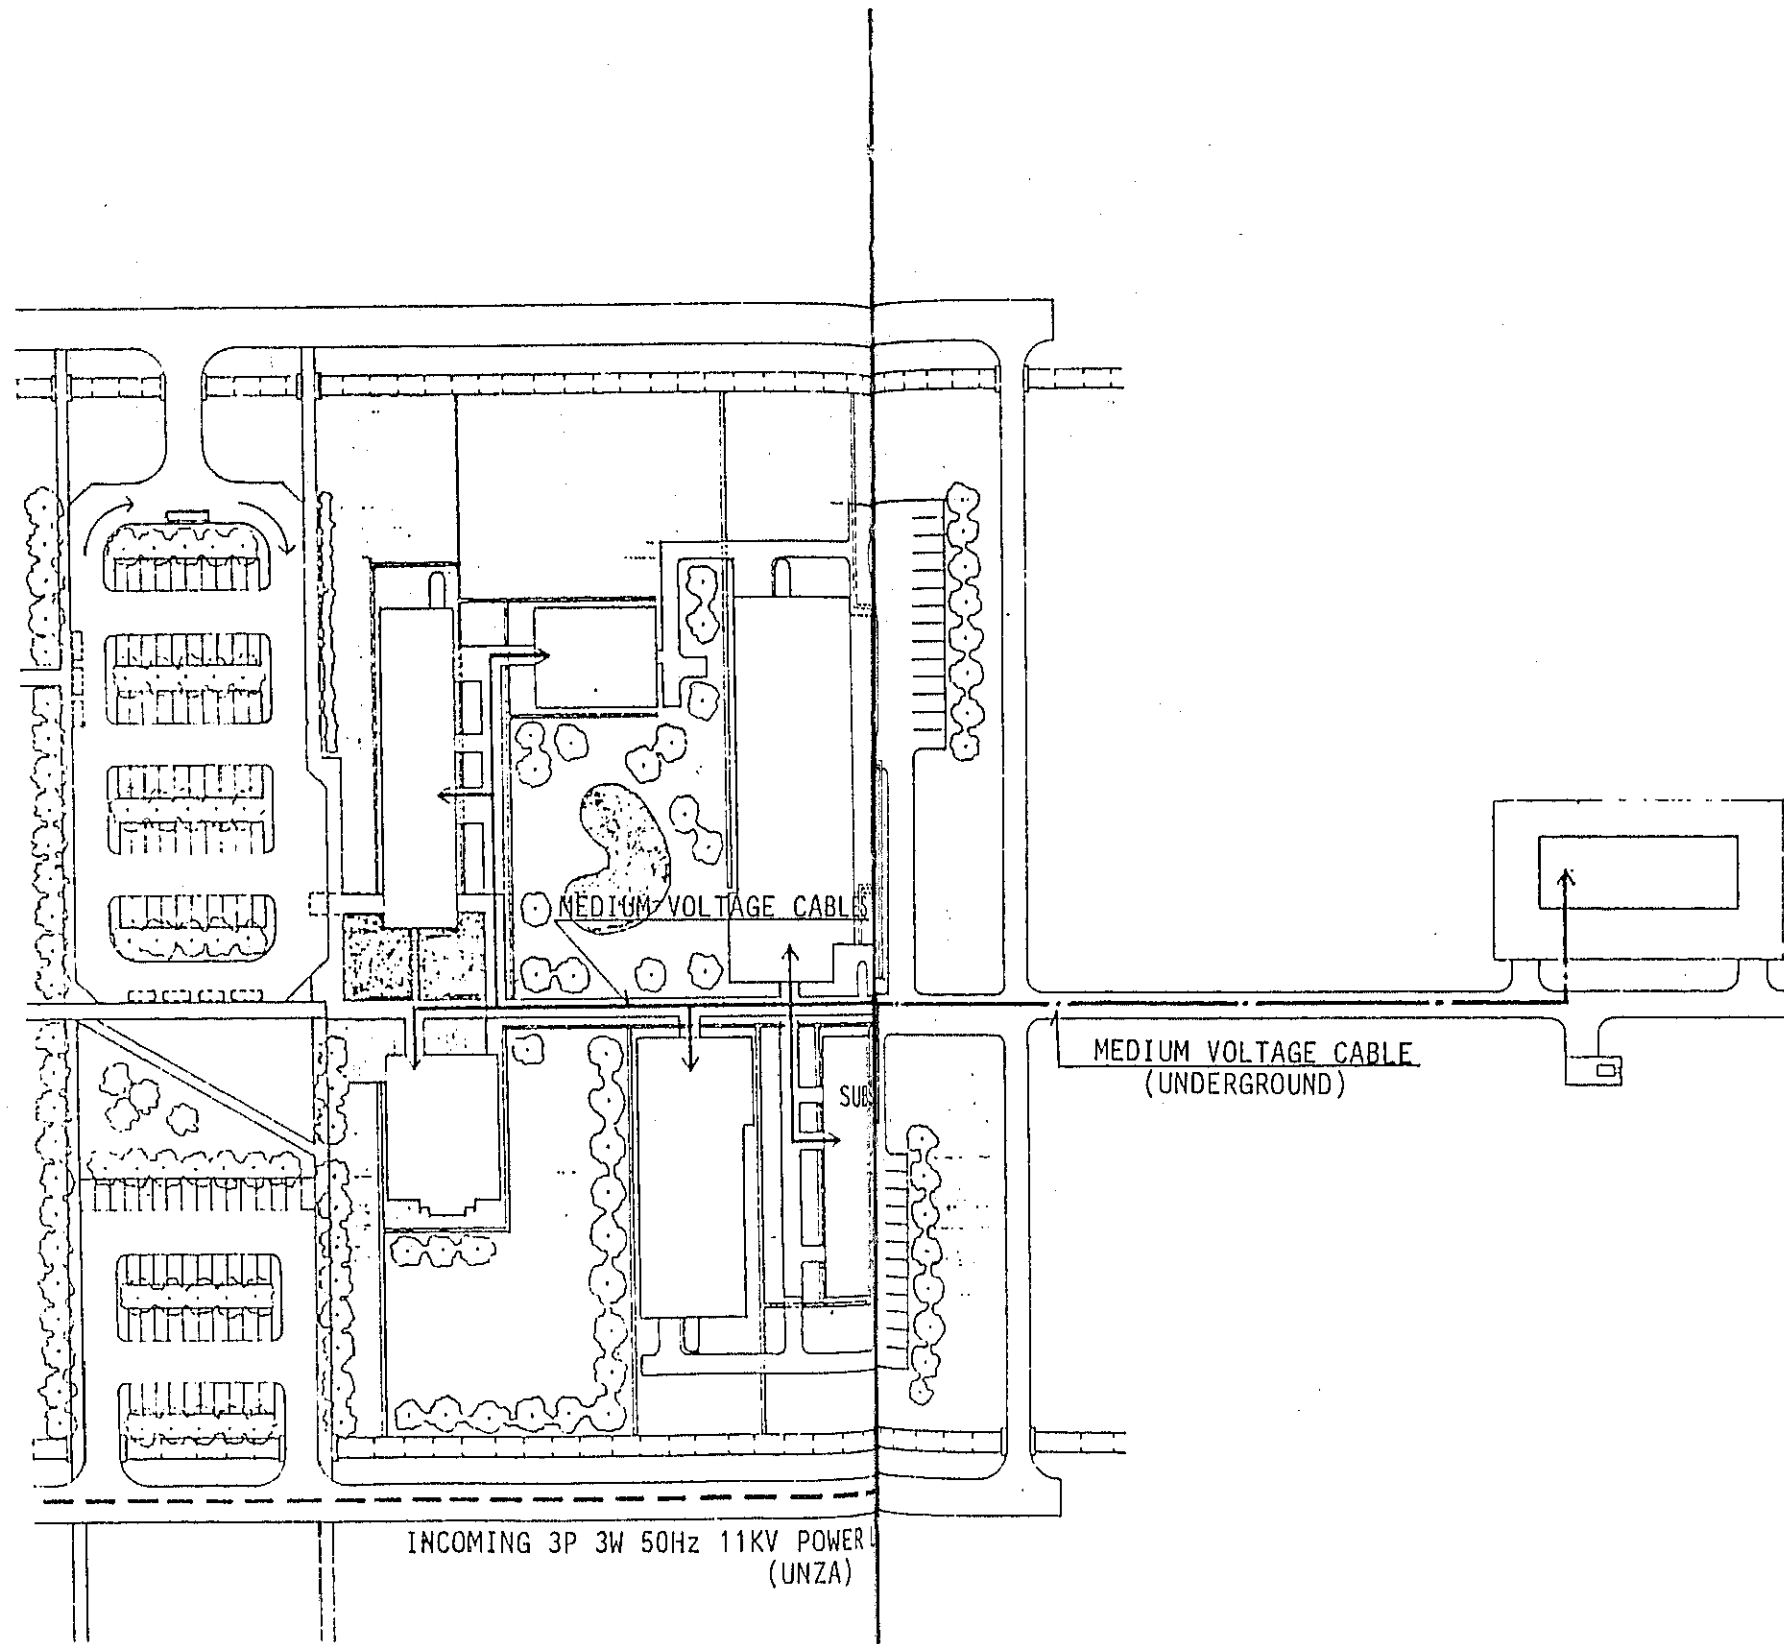 MEDIUM-VOLTAGE CABLES
MEDIUM VOLTAGE CABLE
(UNDERGROUND)
SUBS
INCOMING 3P 3W 50Hz 11KV POWER
(UNZA)